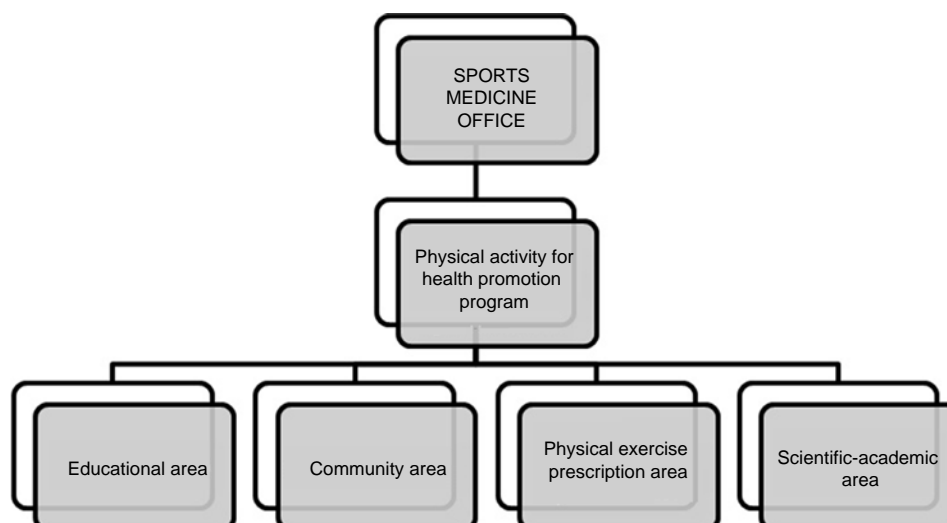 SPORTS
MEDICINE
OFFICE
Physical activity for
health promotion
program
Educational area
Community area
Physical exercise
prescription area
Scientific-academic
area